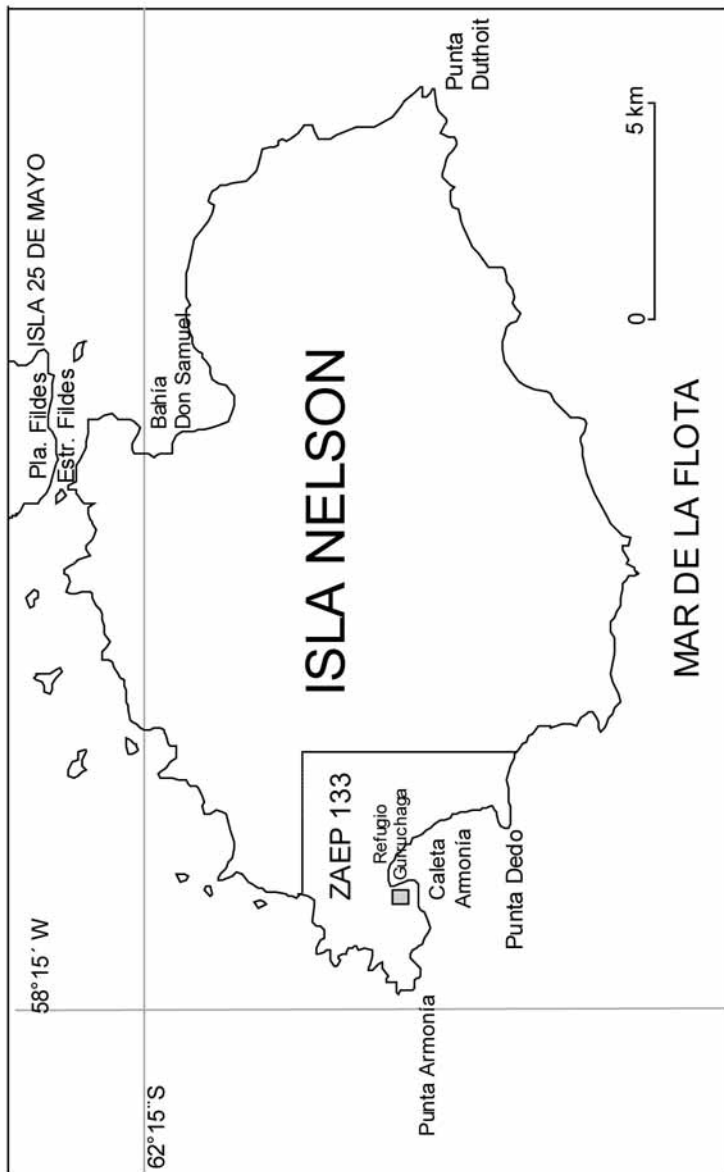 58°15´ W
62°15¨S
Pla. Fildes
ISLA 25 DE MAYO
Estr. Fildes
Bahía
Don Samuel
Punta
Duthoit
ISLA NELSON
ZAEP 133
Refugio
Gurruchaga
Caleta
Armonía
Punta Armonía
Punta Dedo
MAR DE LA FLOTA
0
5 km